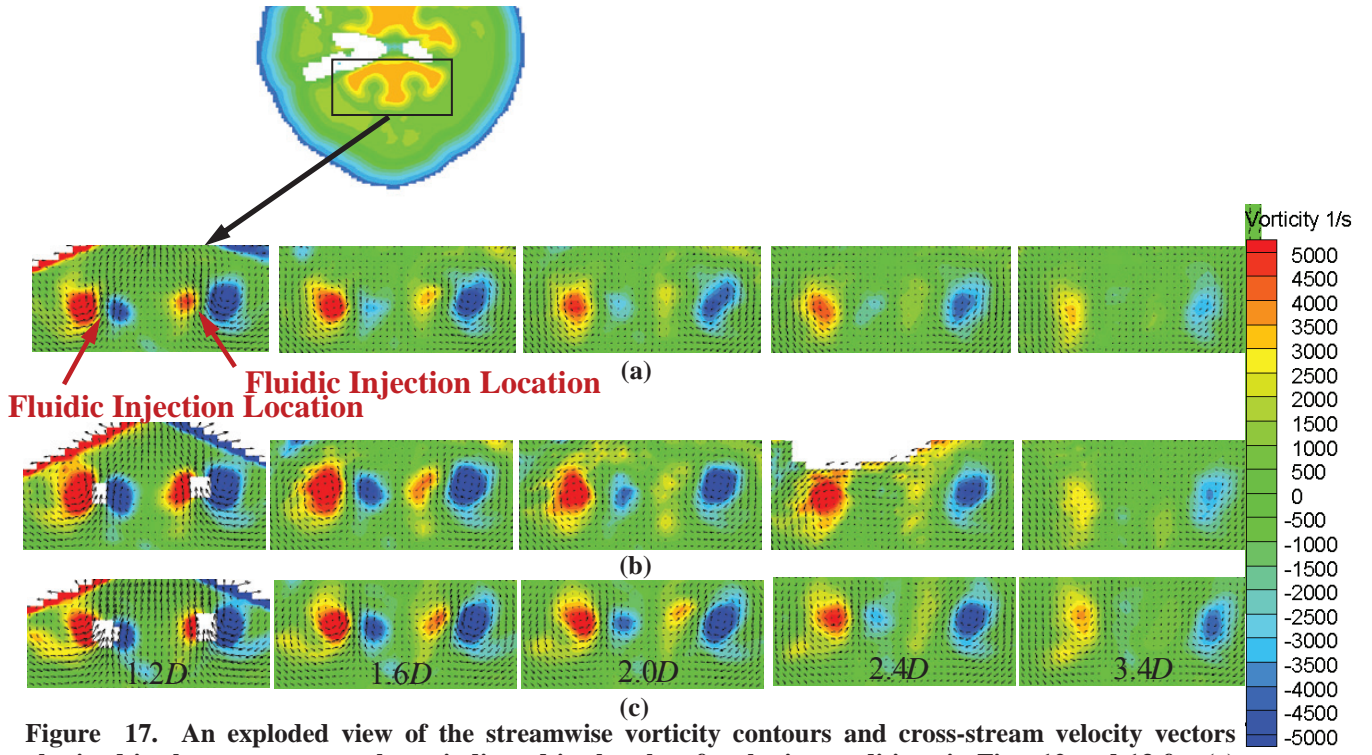 Vorticity 1/s
5000
4500
4000
3500
3000
2500
2000
1500
1000
500
0
-500
-1000
-1500
-2000
-2500
-3000
-3500
-4000
-4500
-5000
(a)
Fluidic Injection Location
Fluidic Injection Location
(b)
1.2D 1.6D 2.0D 2.4D 3.4D
(c)
Figure 17. An exploded view of the streamwise vorticity contours and cross-stream velocity vectors